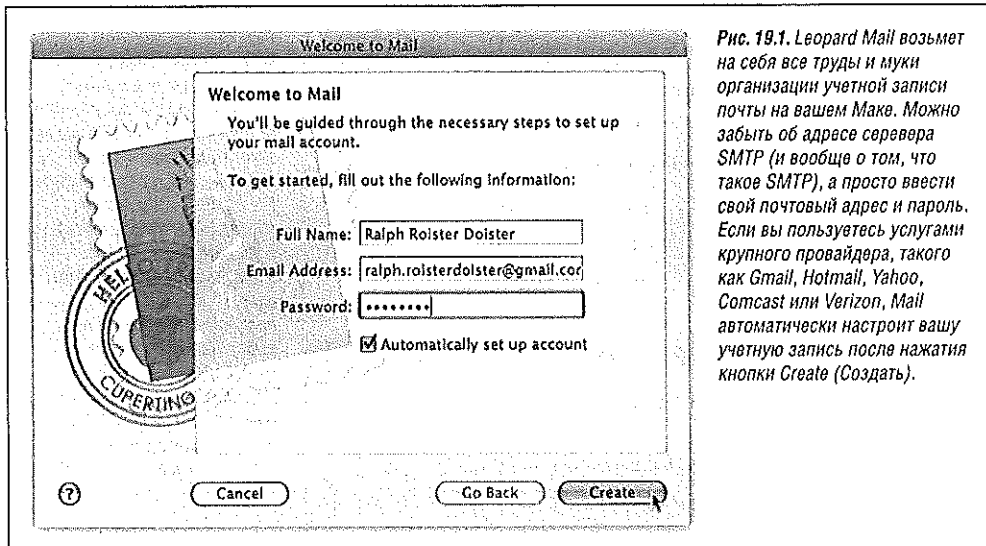 Welcome to Mail
Welcome to Mail
You'll be guided through the necessary steps to set up
your mail account.
To get started, fill out the following information:
Full Name: Ralph Roister Doister
Email Address: ralph.roisterdoister@gmail.cor
Password: ••••••••
Automatically set up account
HEL
CUPERTINO
? Cancel Go Back Create
Рис. 19.1. Leopard Mail возьмет
на себя все труды и муки
организации учетной записи
почты на вашем Маке. Можно
забыть об адресе серевера
SMTP (и вообще о том, что
такое SMTP), а просто ввести
свой почтовый адрес и пароль.
Если вы пользуетесь услугами
крупного провайдера, такого
как Gmail, Hotmail, Yahoo,
Comcast или Verizon, Mail
автоматически настроит вашу
учетную запись после нажатия
кнопки Create (Создать).